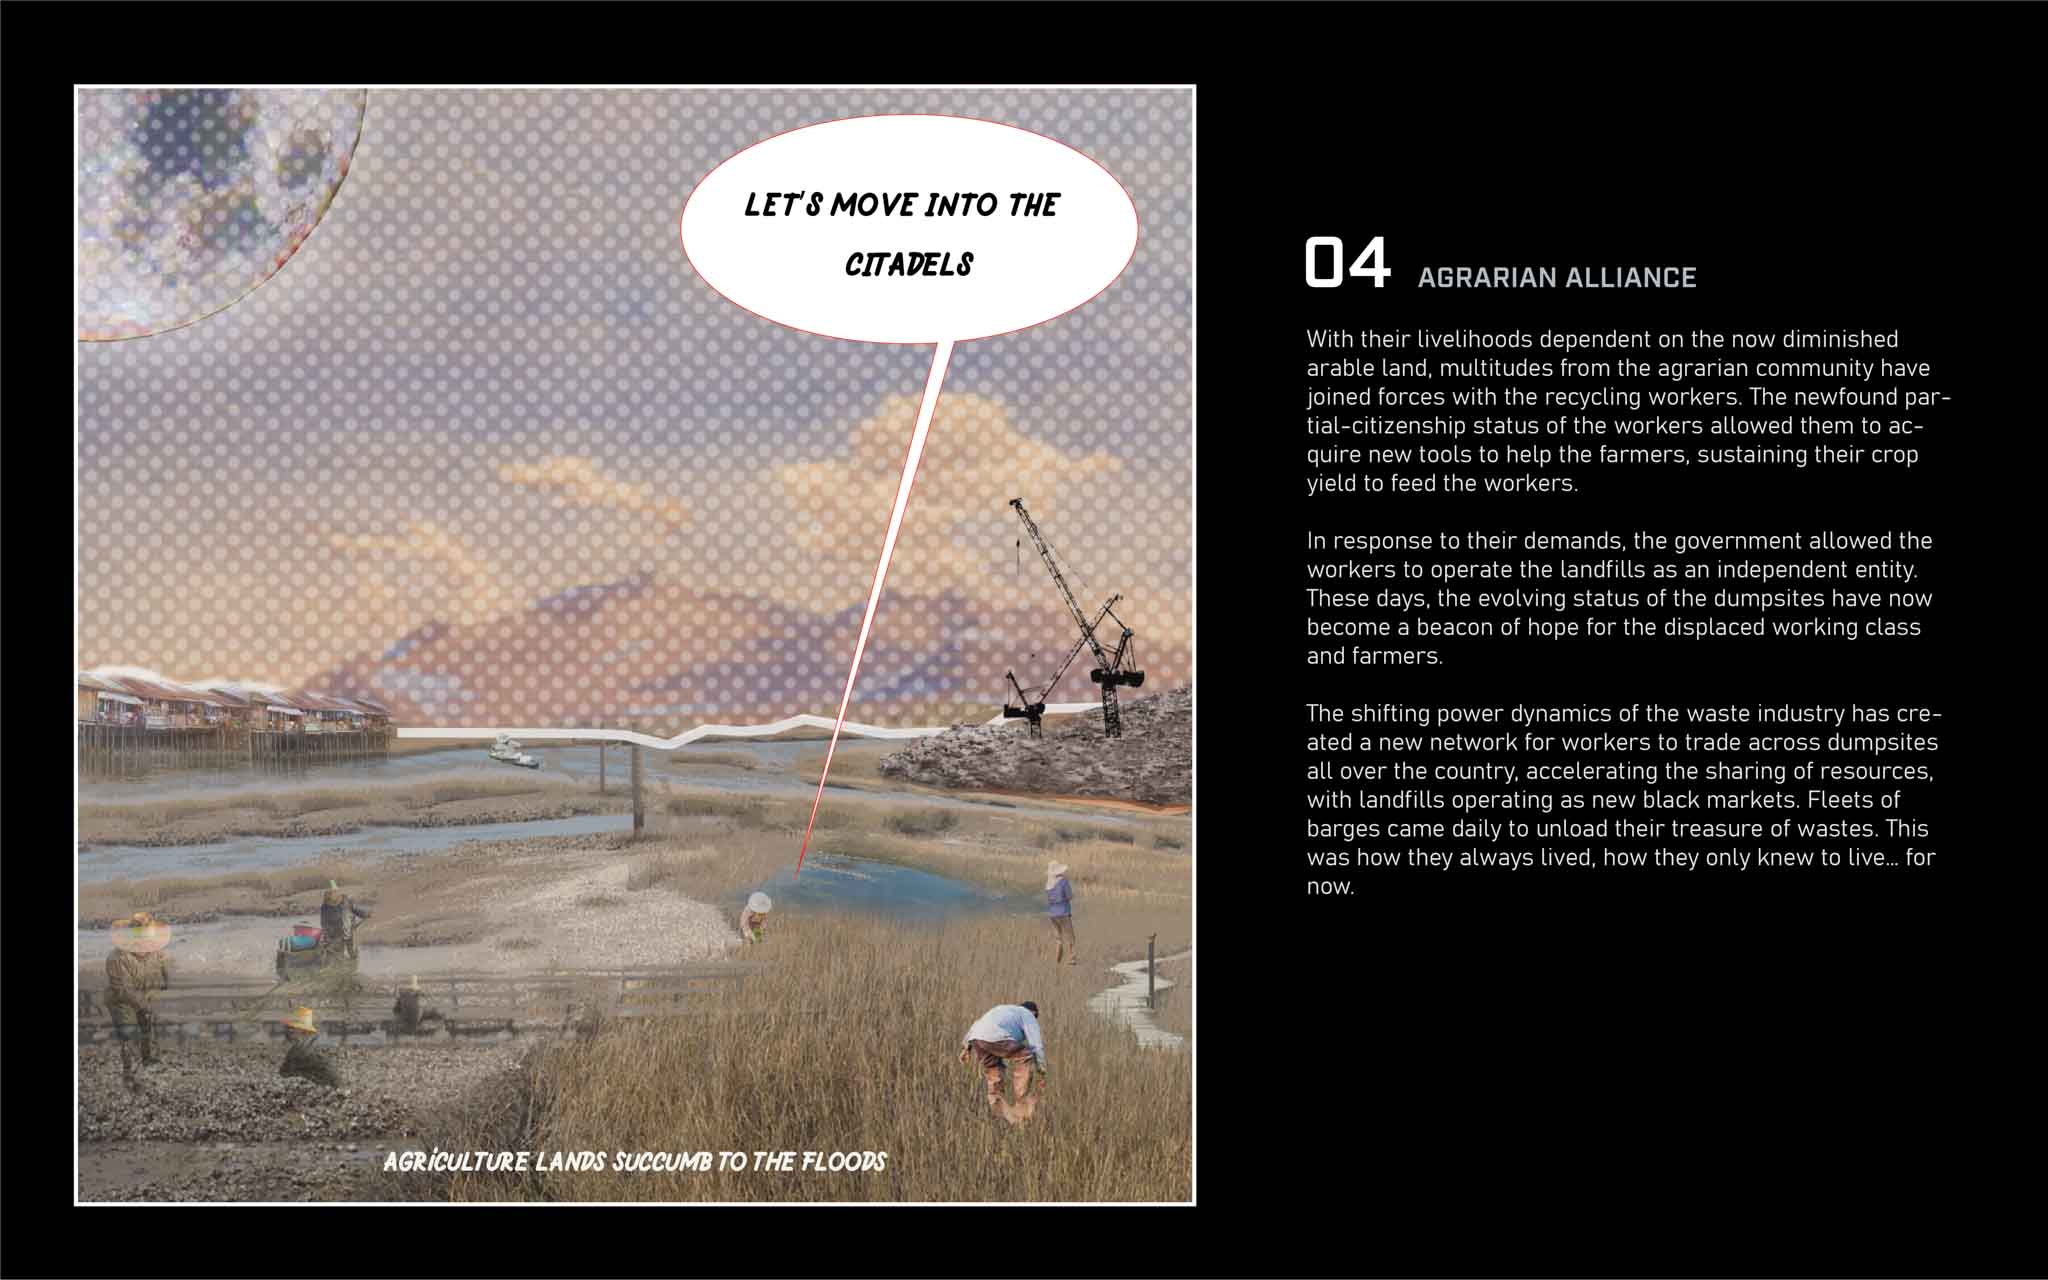 LET'S MOVE INTO THE
CITADELS
AGRICULTURE LANDS SUCCUMB TO THE FLOODS
04 AGRARIAN ALLIANCE
With their livelihoods dependent on the now diminished
arable land, multitudes from the agrarian community have
joined forces with the recycling workers. The newfound par-
tial-citizenship status of the workers allowed them to ac-
quire new tools to help the farmers, sustaining their crop
yield to feed the workers.
In response to their demands, the government allowed the
workers to operate the landfills as an independent entity.
These days, the evolving status of the dumpsites have now
become a beacon of hope for the displaced working class
and farmers.
The shifting power dynamics of the waste industry has cre-
ated a new network for workers to trade across dumpsites
all over the country, accelerating the sharing of resources,
with landfills operating as new black markets. Fleets of
barges came daily to unload their treasure of wastes. This
was how they always lived, how they only knew to live... for
now.